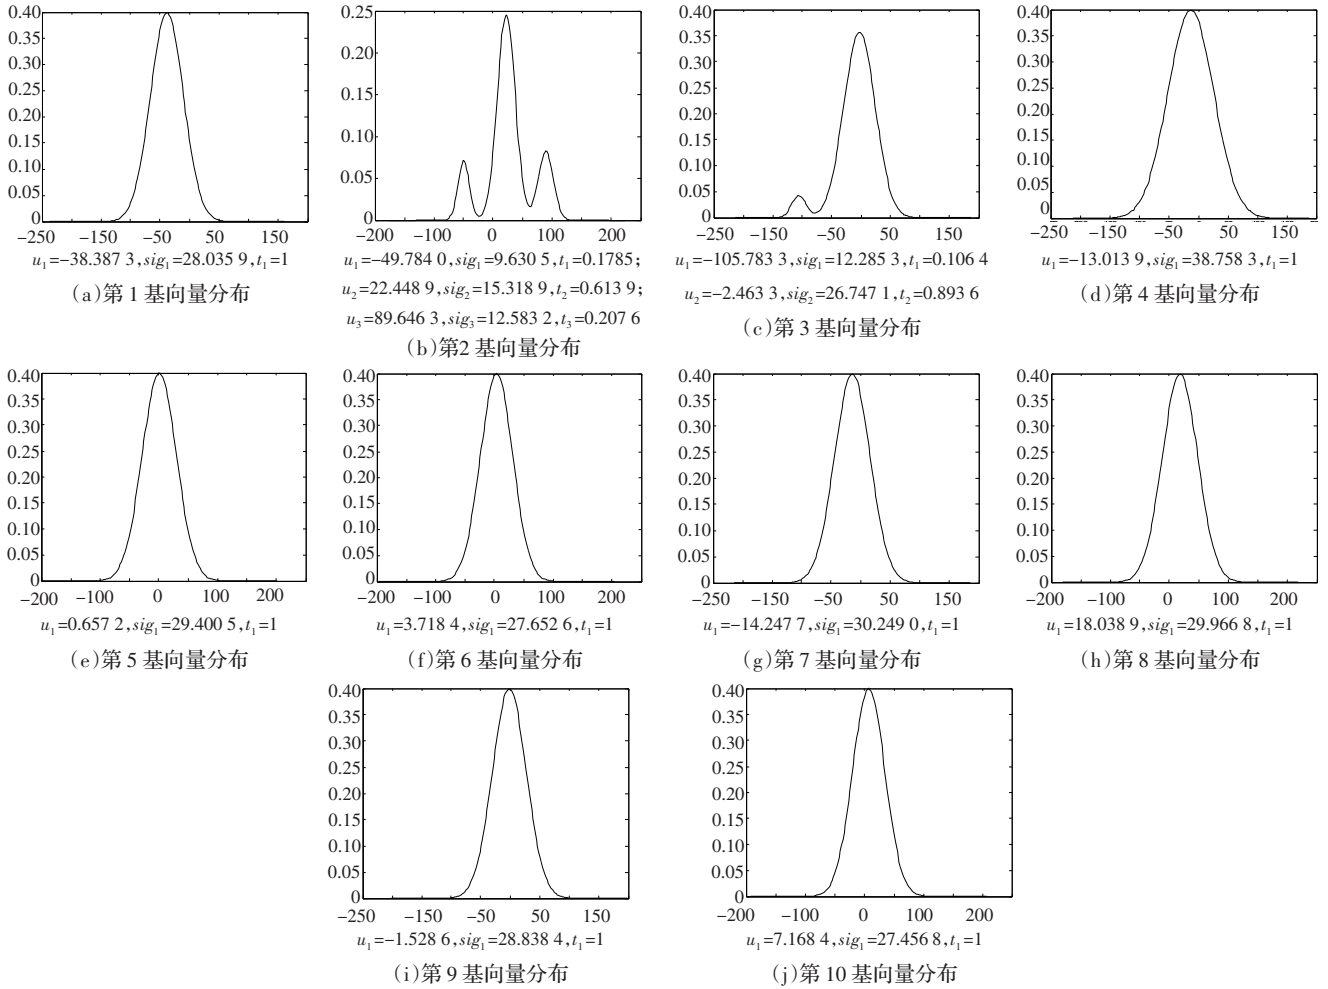 0.40 0.35 0.30 0.25 0.20 0.15 0.10 0.05 0
-250 -150 -50 50 150
u₁=-38.387 3,sig₁=28.035 9,t₁=1
(a)第 1 基向量分布
0.25 0.20 0.15 0.10 0.05 0
-200 -100 0 100 200
u₁=-49.784 0,sig₁=9.630 5,t₁=0.1785;
u₂=22.448 9,sig₂=15.318 9,t₂=0.613 9;
u₃=89.646 3,sig₃=12.583 2,t₃=0.207 6
(b)第2 基向量分布
0.40 0.35 0.30 0.25 0.20 0.15 0.10 0.05 0
-250 -150 -50 50 150
u₁=-105.783 3,sig₁=12.285 3,t₁=0.106 4
u₂=-2.463 3,sig₂=26.747 1,t₂=0.893 6
(c)第 3 基向量分布
0.40 0.35 0.30 0.25 0.20 0.15 0.10 0.05 0
-250 -150 -50 50 150
u₁=-13.013 9,sig₁=38.758 3,t₁=1
(d)第 4 基向量分布
0.40 0.35 0.30 0.25 0.20 0.15 0.10 0.05 0
-200 -100 0 100 200
u₁=0.657 2,sig₁=29.400 5,t₁=1
(e)第 5 基向量分布
0.40 0.35 0.30 0.25 0.20 0.15 0.10 0.05 0
-200 -100 0 100 200
u₁=3.718 4,sig₁=27.652 6,t₁=1
(f)第 6 基向量分布
0.40 0.35 0.30 0.25 0.20 0.15 0.10 0.05 0
-250 -150 -50 50 150
u₁=-14.247 7,sig₁=30.249 0,t₁=1
(g)第 7 基向量分布
0.40 0.35 0.30 0.25 0.20 0.15 0.10 0.05 0
-200 -100 0 100 200
u₁=18.038 9,sig₁=29.966 8,t₁=1
(h)第 8 基向量分布
0.40 0.35 0.30 0.25 0.20 0.15 0.10 0.05 0
-250 -150 -50 50 150
u₁=-1.528 6,sig₁=28.838 4,t₁=1
(i)第 9 基向量分布
0.40 0.35 0.30 0.25 0.20 0.15 0.10 0.05 0
-200 -100 0 100 200
u₁=7.168 4,sig₁=27.456 8,t₁=1
(j)第 10 基向量分布